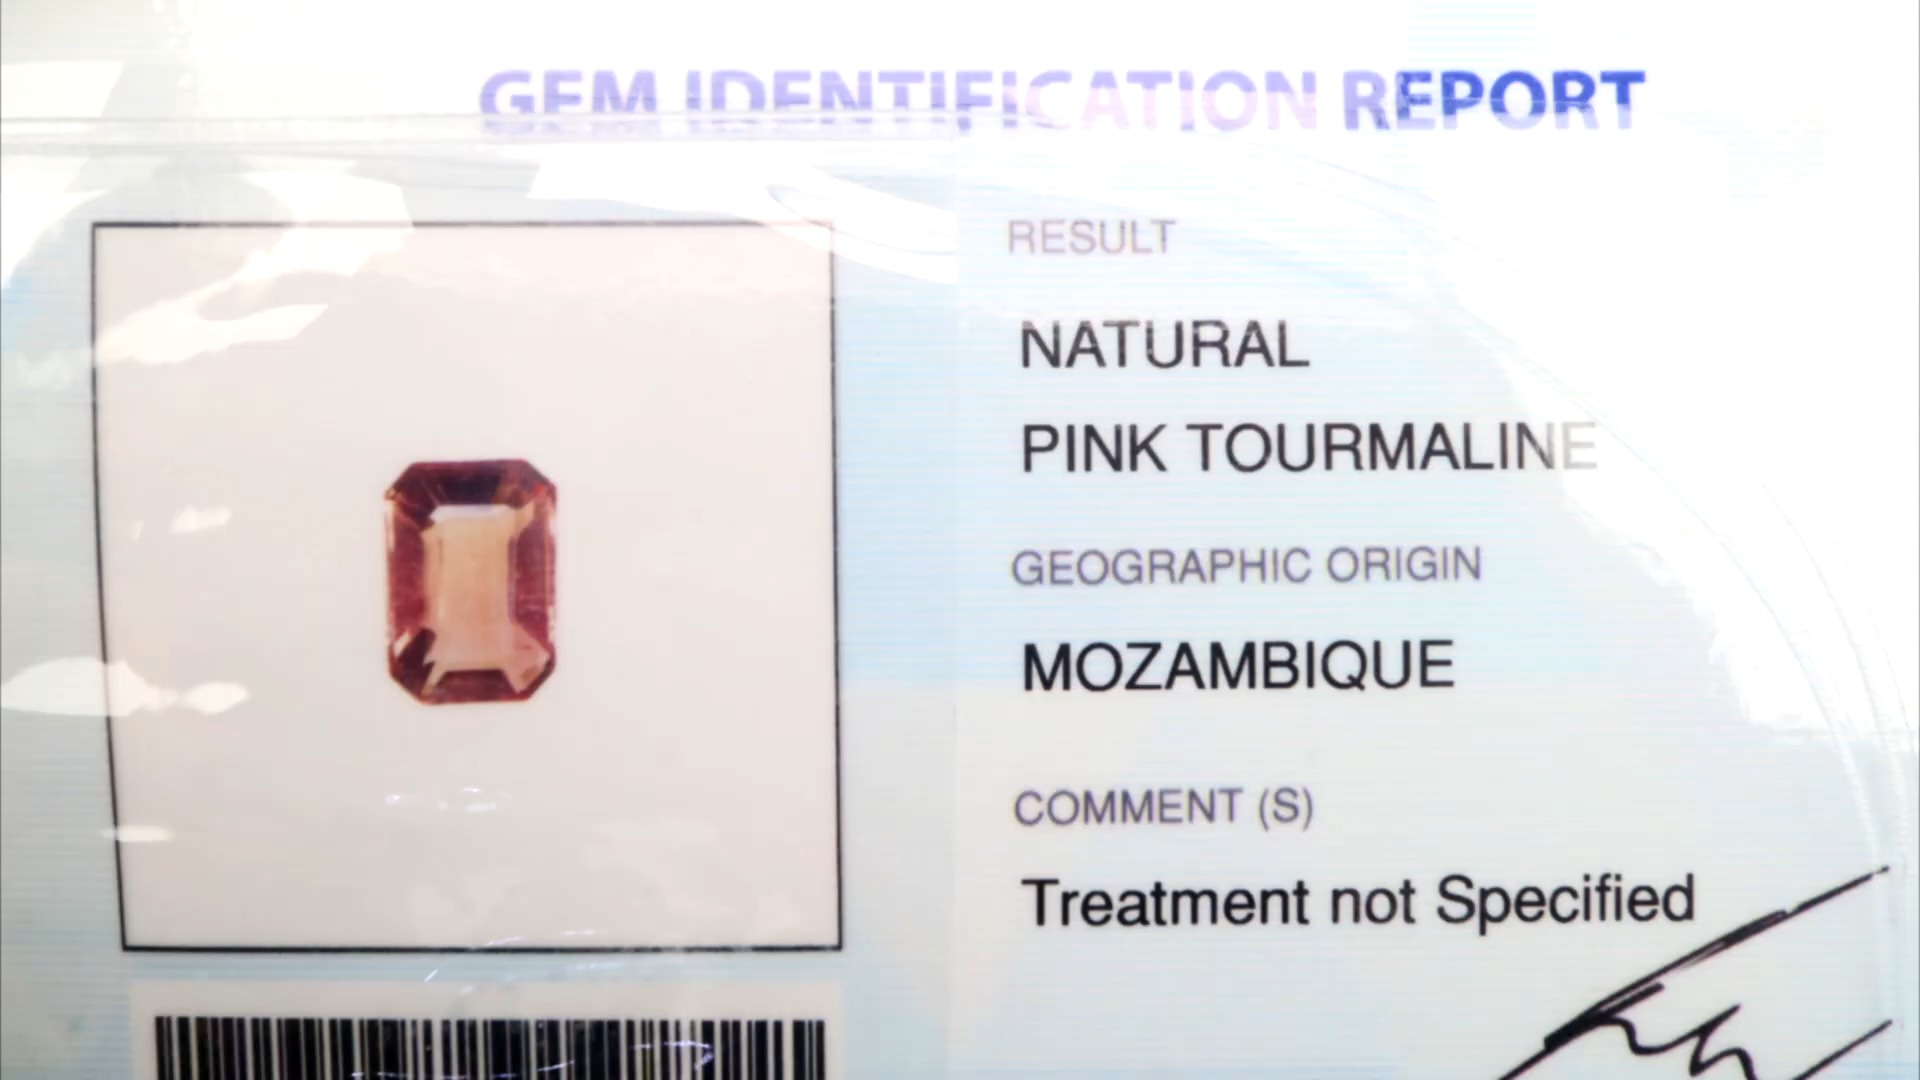 GEM IDENTIFICATION REPORT
RESULT
NATURAL
PINK TOURMALINE
GEOGRAPHIC ORIGIN
MOZAMBIQUE
COMMENT (S)
Treatment not Specified